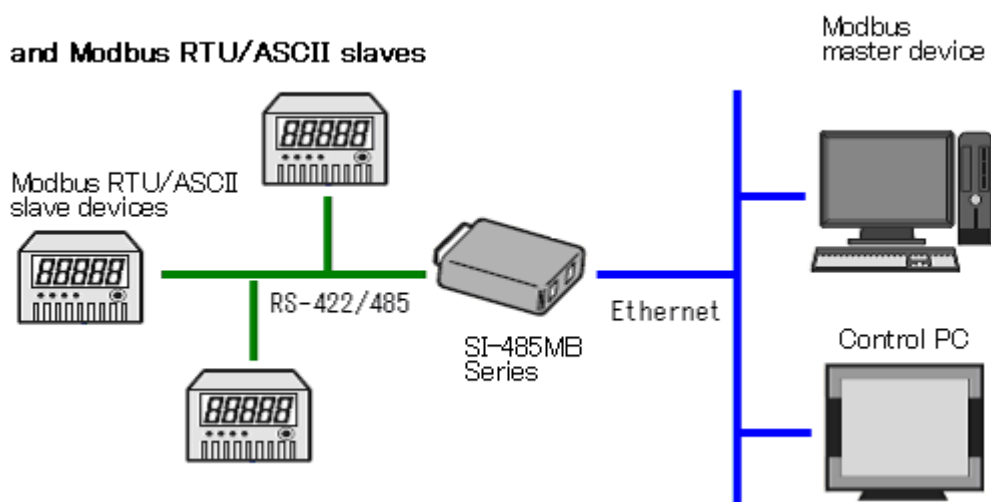 and Modbus RTU/ASCII slaves
Modbus
master device
88888
Modbus RTU/ASCII
slave devices
88888
RS-422/485
Ethernet
SI-485MB
Series
Control PC
88888